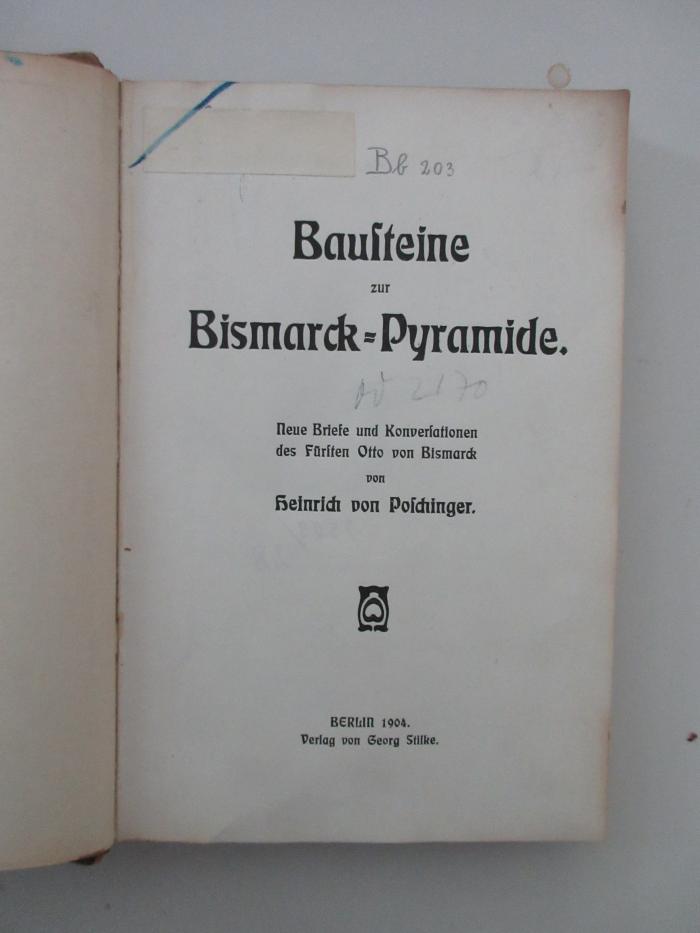 Bb 203
Bauſteine
zur
Bismarck=Pyramide.
Neue Briefe und Konverſationen
des Fürſten Otto von Bismarck
von
Heinrich von Poſchinger.
BERLIN 1904.
Verlag von Georg Stilke.